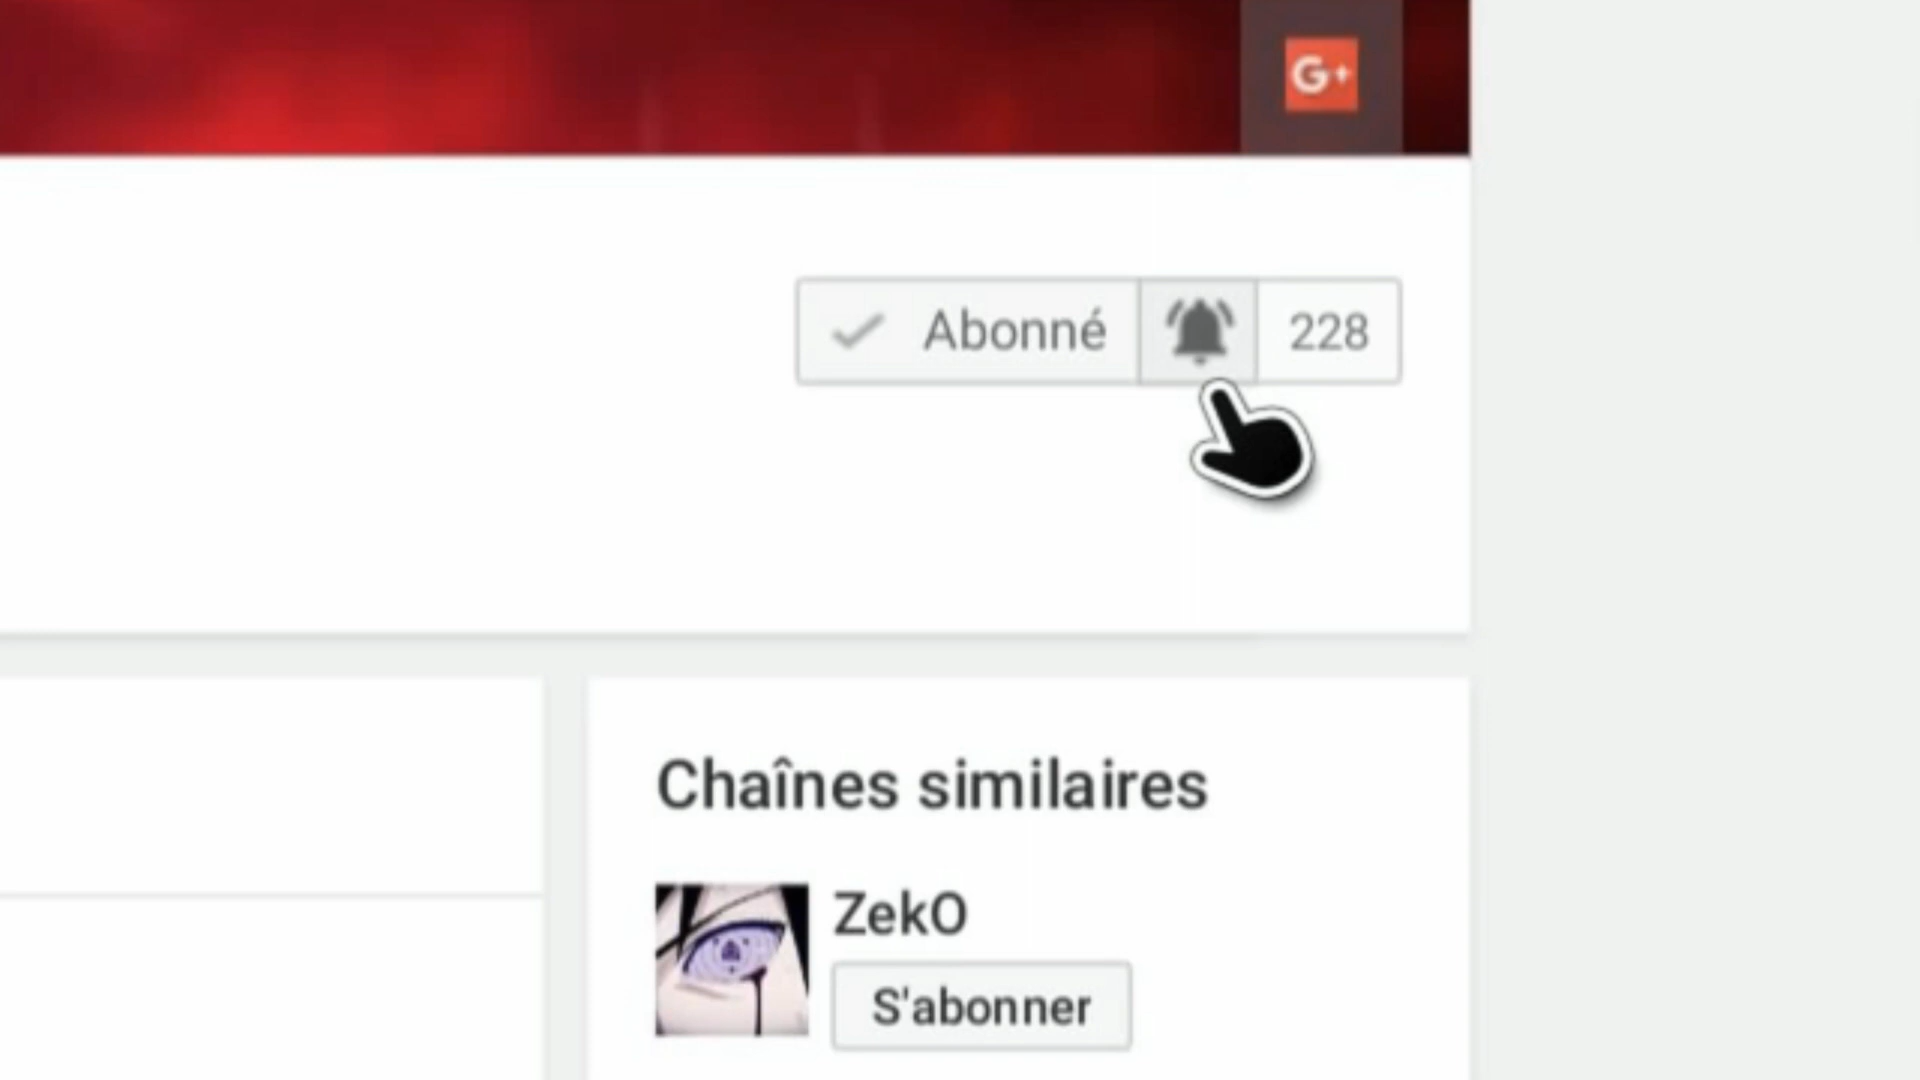 G+
Abonné 228
Chaînes similaires
ZekO
S'abonner